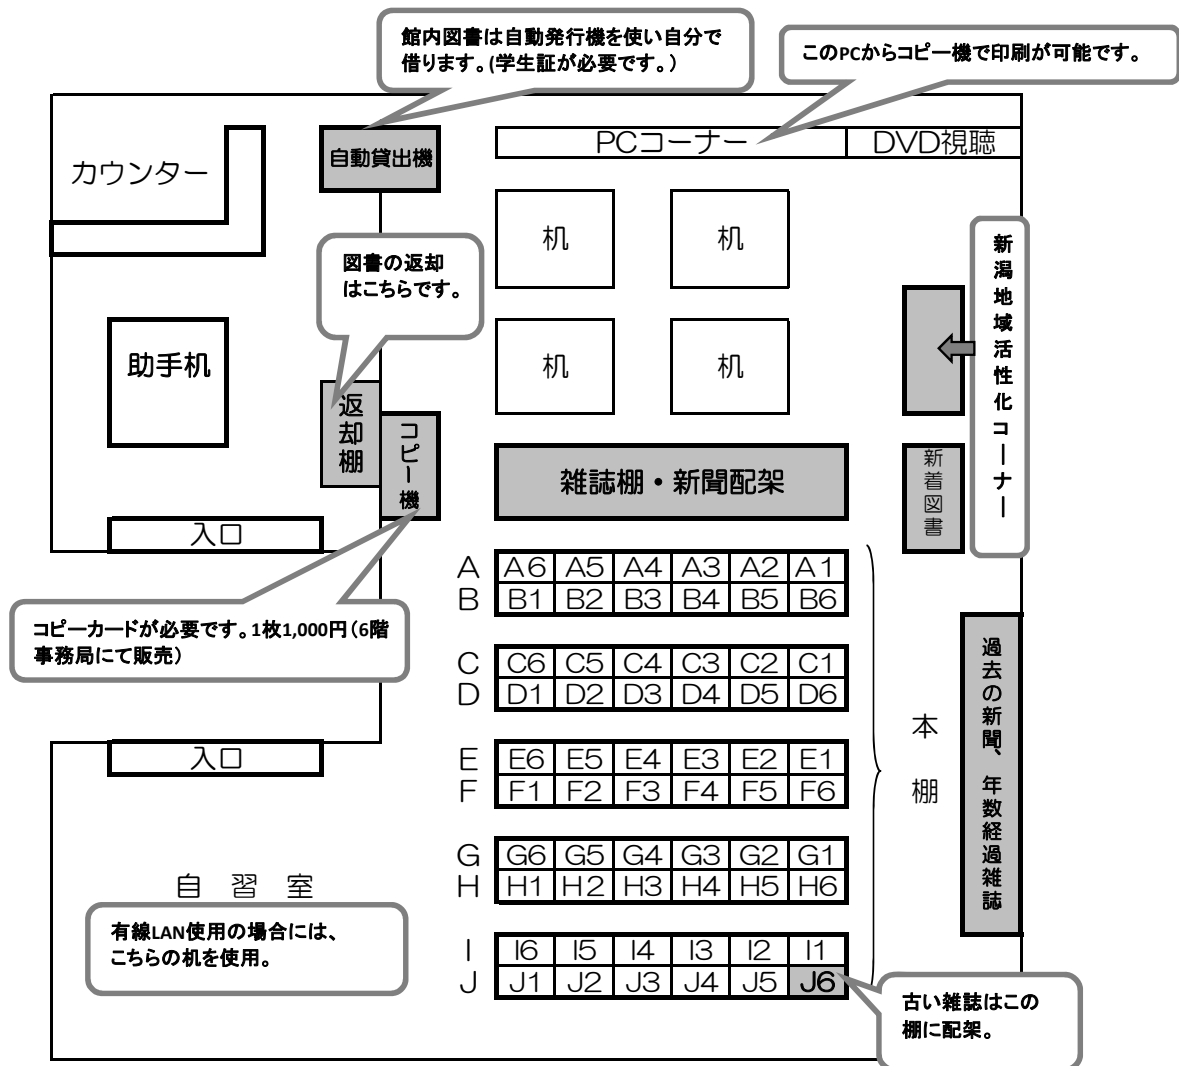 館内図書は自動発行機を使い自分で
借ります。(学生証が必要です。)
このPCからコピー機で印刷が可能です。
カウンター
自動貸出機
PCコーナー
DVD視聴
机
机
図書の返却
はこちらです。
新潟地域活性化コーナー
助手机
机
机
返却棚
コピー機
雑誌棚・新聞配架
新着図書
入口
A
A6 A5 A4 A3 A2 A1
B
B1 B2 B3 B4 B5 B6
コピーカードが必要です。1枚1,000円(6階
事務局にて販売)
C
C6 C5 C4 C3 C2 C1
D
D1 D2 D3 D4 D5 D6
本棚
過去の新聞、年数経過雑誌
入口
E
E6 E5 E4 E3 E2 E1
F
F1 F2 F3 F4 F5 F6
G
G6 G5 G4 G3 G2 G1
H
H1 H2 H3 H4 H5 H6
自習室
有線LAN使用の場合には、
こちらの机を使用。
I
I6 I5 I4 I3 I2 I1
J
J1 J2 J3 J4 J5 J6
古い雑誌はこの
棚に配架。